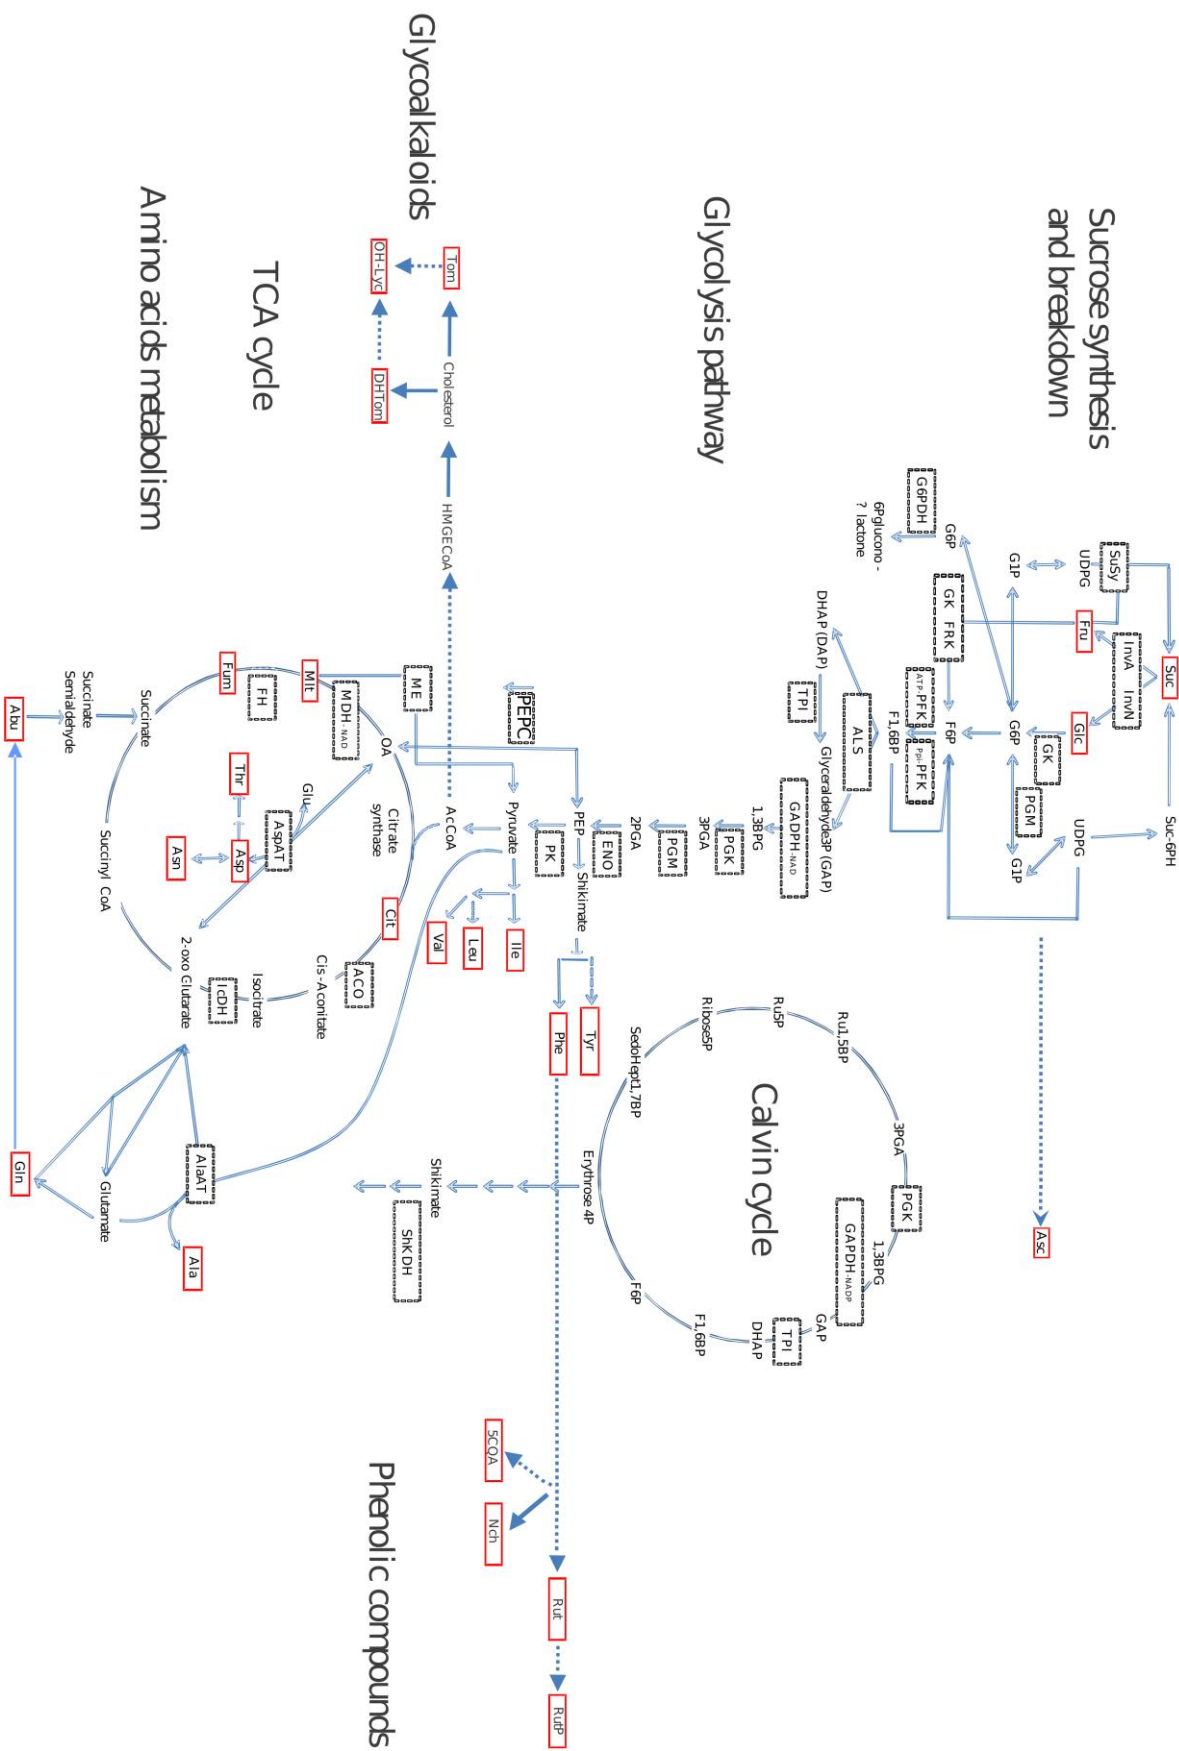 Sucrose synthesis
and breakdown
Suc
Suc-6PH
InvA InvN
SuSy
Fru
Glc
UDPG
UDPG
GK
PGM
G1P
G6P
G1P
G6P
GK FRK
F6P
G6PDH
6Pglucono -
? lactone
ATP-PFK
Ppi-PFK
F1,6BP
ALS
DHAP (DAP)
TPI
Glyceraldehyde3P (GAP)
GADPH-NAD
1,3BPG
PGK
3PGA
PGM
2PGA
ENO
PEP
Shikimate
PK
PEPC
Pyruvate
AcCoA
Ile
Leu
Val
Tyr
Phe
Asc
Glycolysis pathway
Calvin cycle
3PGA
PGK
1,3BPG
GAPDH-NADP
GAP
TPI
DHAP
F1,6BP
F6P
Erythrose 4P
SedoHept1,7BP
Ribose5P
Ru5P
Ru1,5BP
Shikimate
ShKDH
Glycoalkaloids
Tom
OH-Lyc
DHTom
Cholesterol
HMGECoA
TCA cycle
ME
MDH-NAD
Mlt
FH
Fum
OA
Citrate
synthase
Cit
ACO
Cis-Aconitate
Isocitrate
IcDH
2-oxo Glutarate
Succinyl CoA
Succinate
Succinate
Semialdehyde
Abu
Glu
AspAT
Thr
Asp
Asn
AlaAT
Glutamate
Ala
Gln
Amino acids metabolism
Phenolic compounds
5CQA
Nch
Rut
RutP